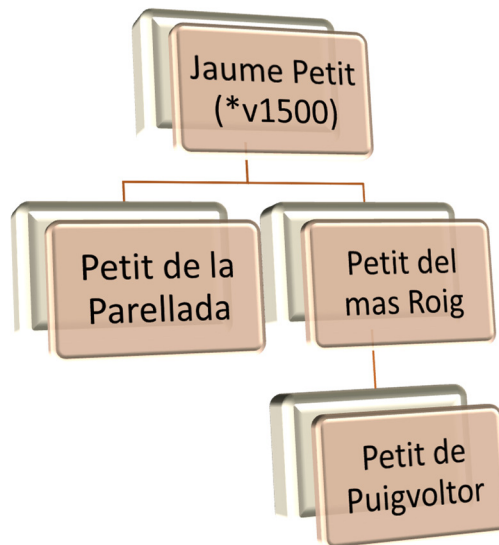 Jaume Petit
(*v1500)
Petit de la
Parellada
Petit del
mas Roig
Petit de
Puigvoltor